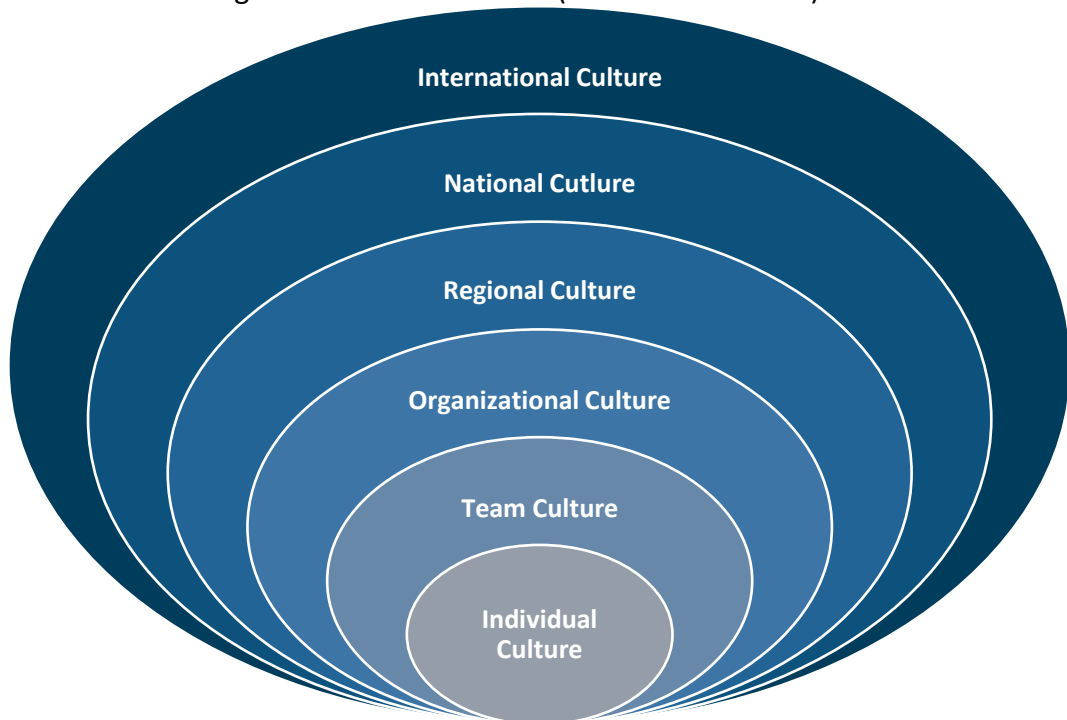 International Culture
National Cutlure
Regional Culture
Organizational Culture
Team Culture
Individual
Culture